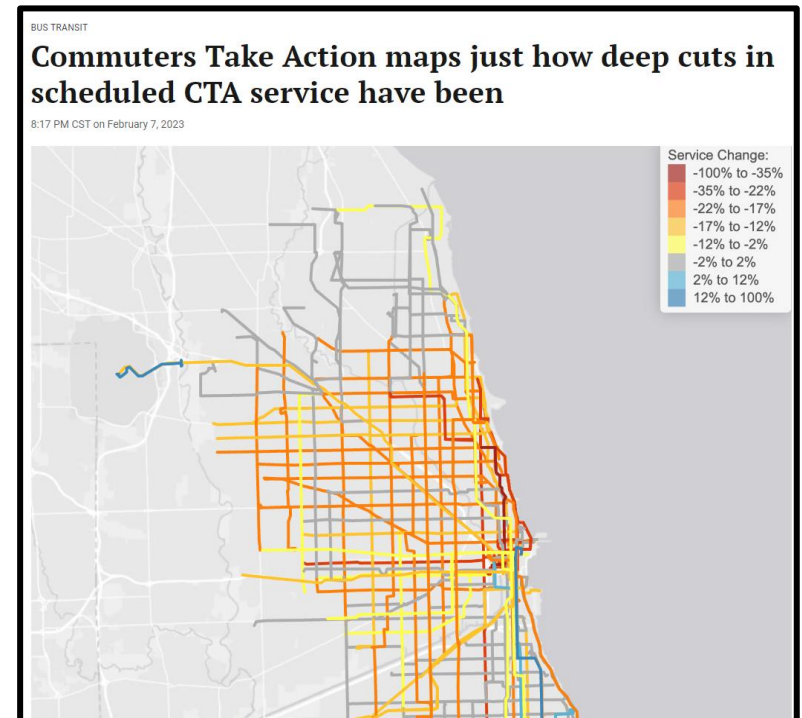 BUS TRANSIT
Commuters Take Action maps just how deep cuts in
scheduled CTA service have been
8:17 PM CST on February 7, 2023
Service Change:
-100% to -35%
-35% to -22%
-22% to -17%
-17% to -12%
-12% to -2%
-2% to 2%
2% to 12%
12% to 100%